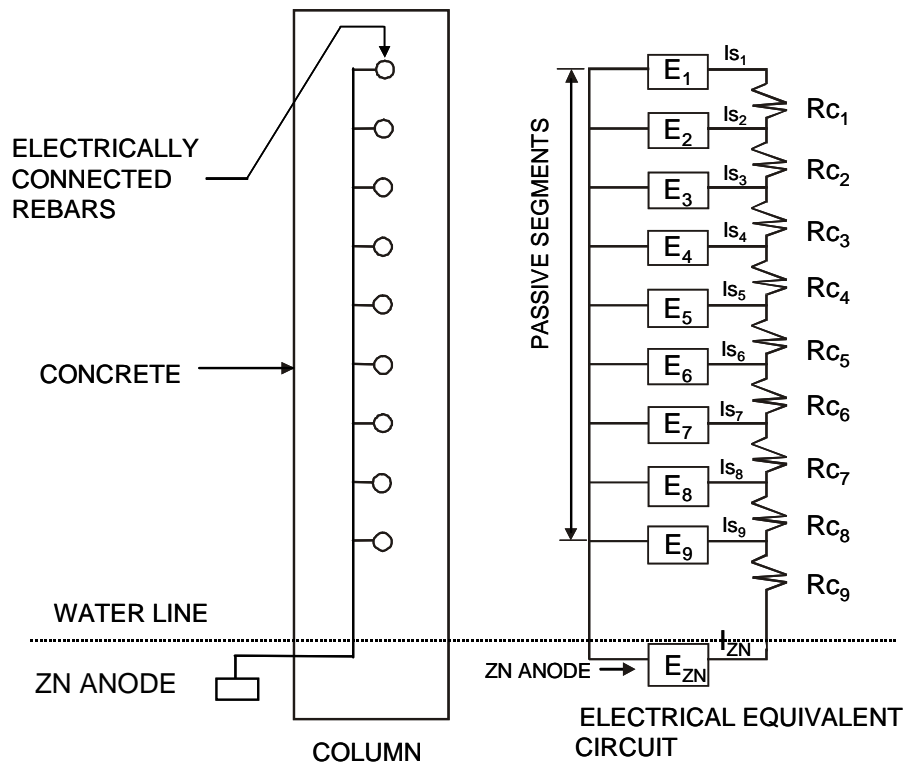 ELECTRICALLY
CONNECTED
REBARS
CONCRETE
WATER LINE
ZN ANODE
COLUMN
PASSIVE SEGMENTS
E1
Is1
Rc1
E2
Is2
Rc2
E3
Is3
Rc3
E4
Is4
Rc4
E5
Is5
Rc5
E6
Is6
Rc6
E7
Is7
Rc7
E8
Is8
Rc8
E9
Is9
Rc9
ZN ANODE
EZN
IZN
ELECTRICAL EQUIVALENT
CIRCUIT